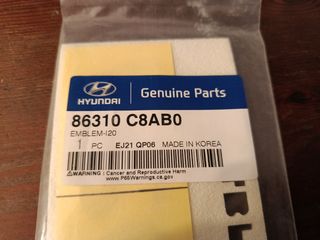 HYUNDAI
Genuine Parts
86310 C8AB0
EMBLEM-I20
1 PC EJ21 QP06 MADE IN KOREA
⚠WARNING: Cancer and Reproductive Harm
www.P65Warnings.ca.gov